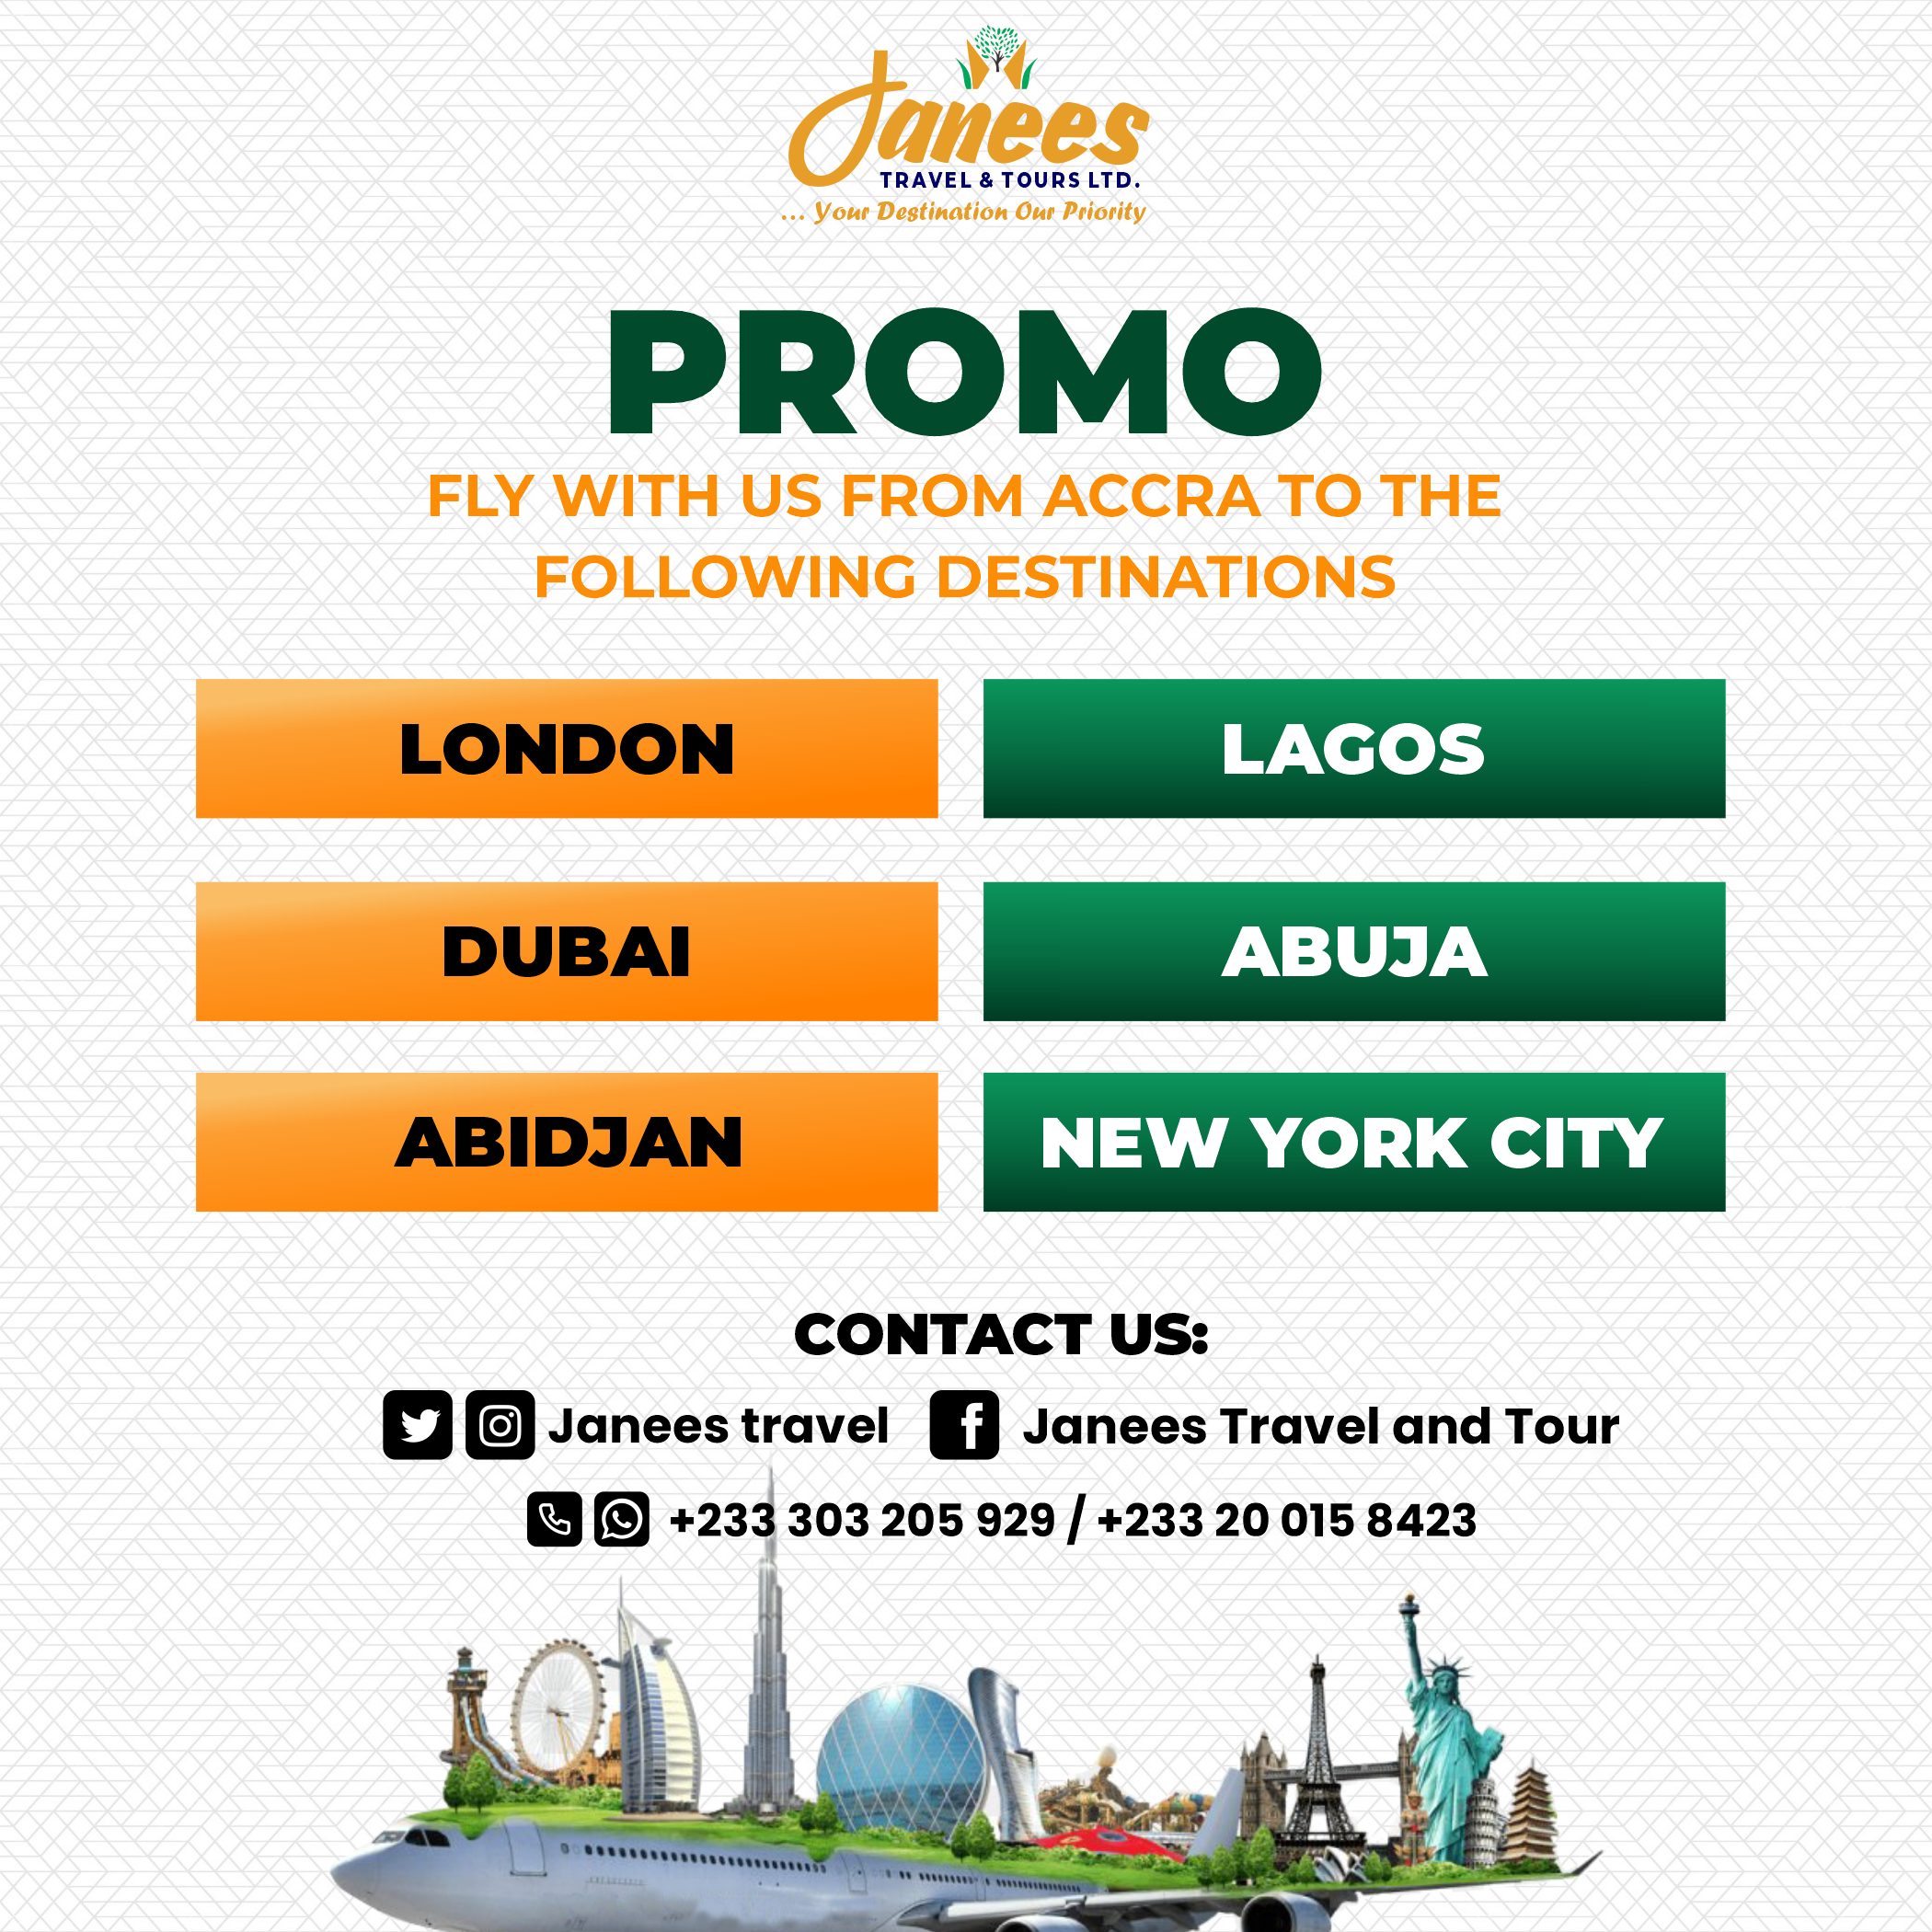 Janees
TRAVEL & TOURS LTD.
... Your Destination Our Priority
PROMO
FLY WITH US FROM ACCRA TO THE
FOLLOWING DESTINATIONS
LONDON
LAGOS
DUBAI
ABUJA
ABIDJAN
NEW YORK CITY
CONTACT US:
Janees travel
Janees Travel and Tour
+233 303 205 929 / +233 20 015 8423